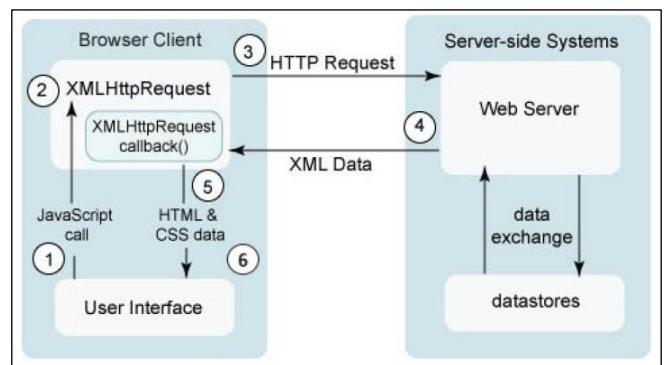 Browser Client
Server-side Systems
3
HTTP Request
2
XMLHttpRequest
Web Server
XMLHttpRequest
callback()
4
XML Data
5
JavaScript
call
HTML &
CSS data
data
exchange
1
6
User Interface
datastores